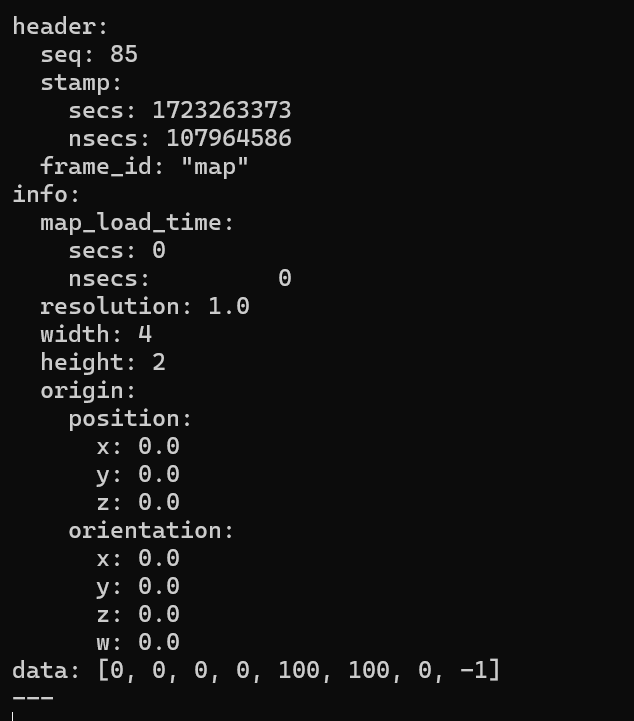 header:
  seq: 85
  stamp:
    secs: 1723263373
    nsecs: 107964586
  frame_id: "map"
info:
  map_load_time:
    secs: 0
    nsecs:         0
  resolution: 1.0
  width: 4
  height: 2
  origin:
    position:
      x: 0.0
      y: 0.0
      z: 0.0
    orientation:
      x: 0.0
      y: 0.0
      z: 0.0
      w: 0.0
data: [0, 0, 0, 0, 100, 100, 0, -1]
---